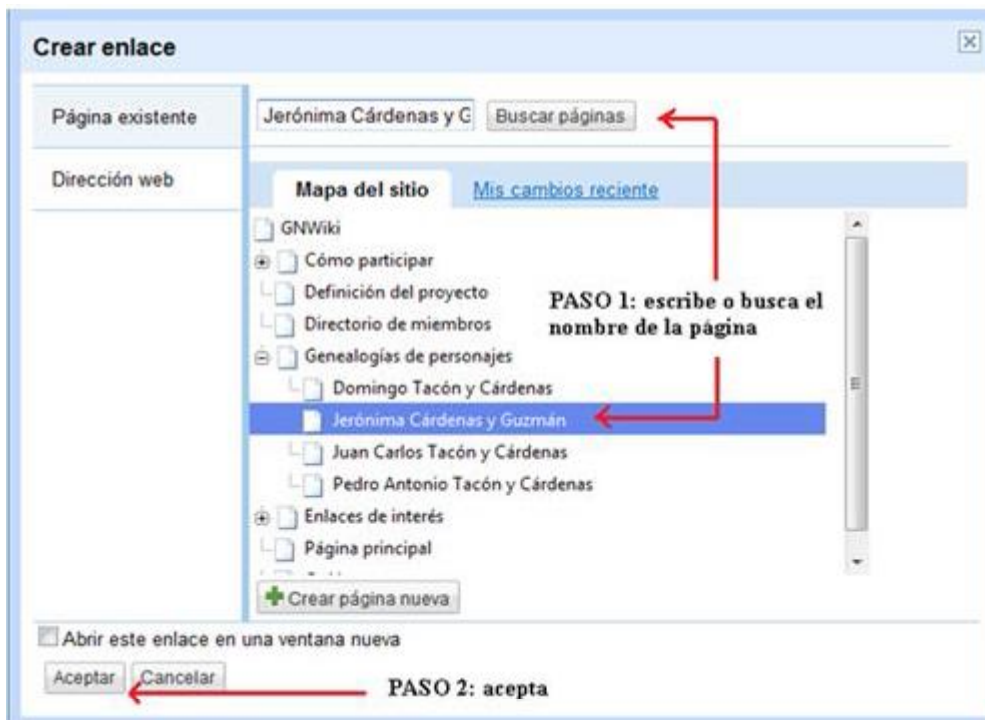 Crear enlace
Página existente
Jerónima Cárdenas y G
Buscar páginas
Dirección web
Mapa del sitio
Mis cambios reciente
GNWiki
Cómo participar
Definición del proyecto
PASO 1: escribe o busca el
nombre de la página
Directorio de miembros
Genealogías de personajes
Domingo Tacón y Cárdenas
Jerónima Cárdenas y Guzmán
Juan Carlos Tacón y Cárdenas
Pedro Antonio Tacón y Cárdenas
Enlaces de interés
Página principal
Crear página nueva
Abrir este enlace en una ventana nueva
Aceptar
Cancelar
PASO 2: acepta